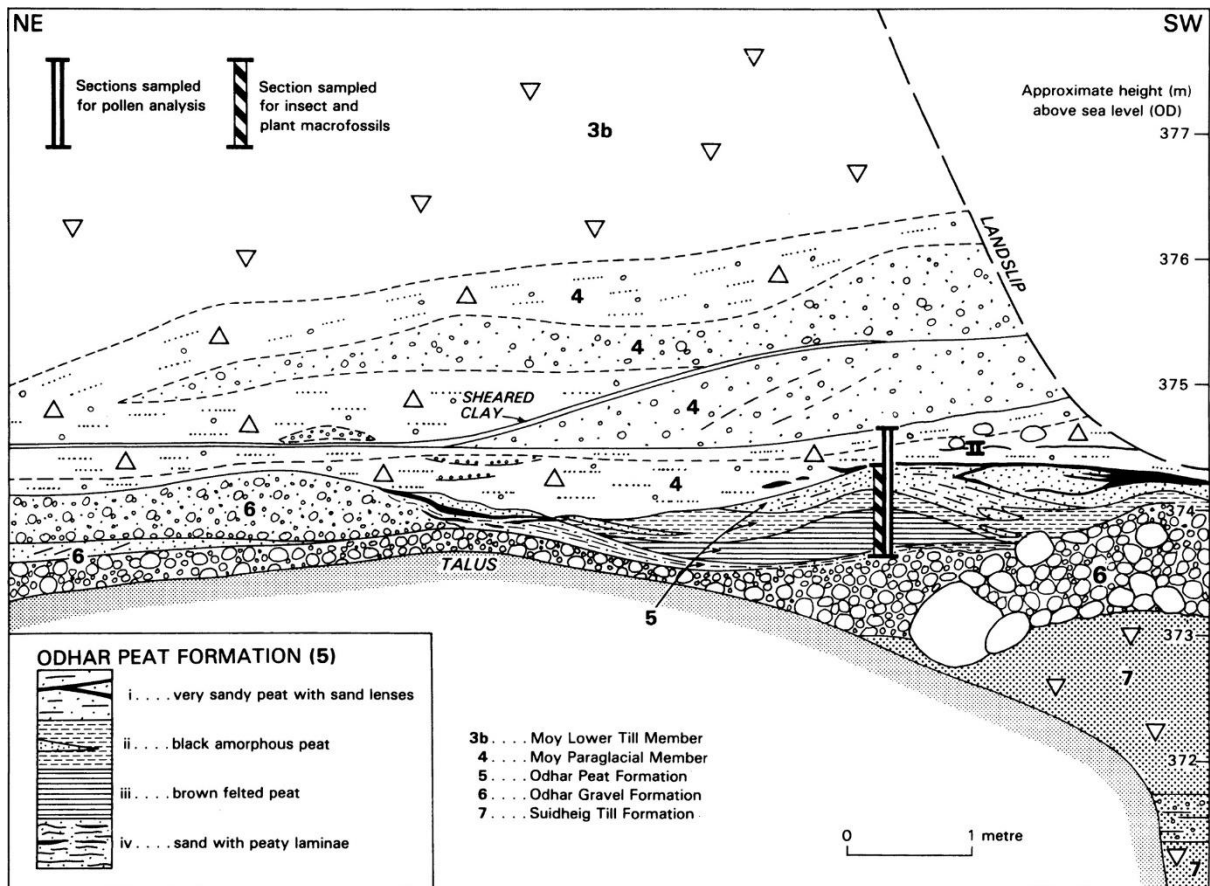 NE
SW
Sections sampled
for pollen analysis
Section sampled
for insect and
plant macrofossils
Approximate height (m)
above sea level (OD)
3b
377
376
LANDSLIP
4
4
375
SHEARED
CLAY
4
II
4
6
374
6
TALUS
6
5
373
7
372
7
ODHAR PEAT FORMATION (5)
i . . . . very sandy peat with sand lenses
ii . . . . black amorphous peat
iii . . . . brown felted peat
iv . . . . sand with peaty laminae
3b . . . . Moy Lower Till Member
4 . . . . Moy Paraglacial Member
5 . . . . Odhar Peat Formation
6 . . . . Odhar Gravel Formation
7 . . . . Suidheig Till Formation
0 1 metre